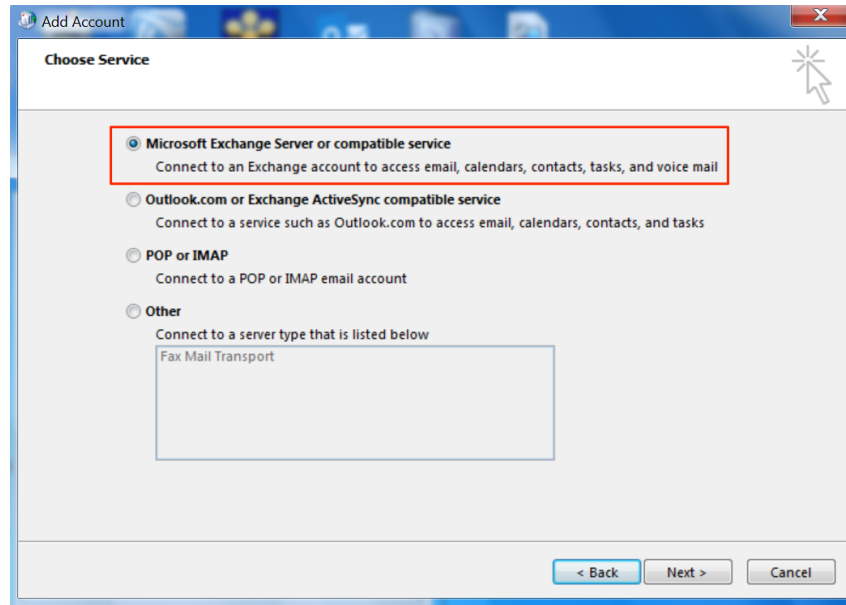 Add Account
X
Choose Service
Microsoft Exchange Server or compatible service
Connect to an Exchange account to access email, calendars, contacts, tasks, and voice mail
Outlook.com or Exchange ActiveSync compatible service
Connect to a service such as Outlook.com to access email, calendars, contacts, and tasks
POP or IMAP
Connect to a POP or IMAP email account
Other
Connect to a server type that is listed below
Fax Mail Transport
< Back Next > Cancel